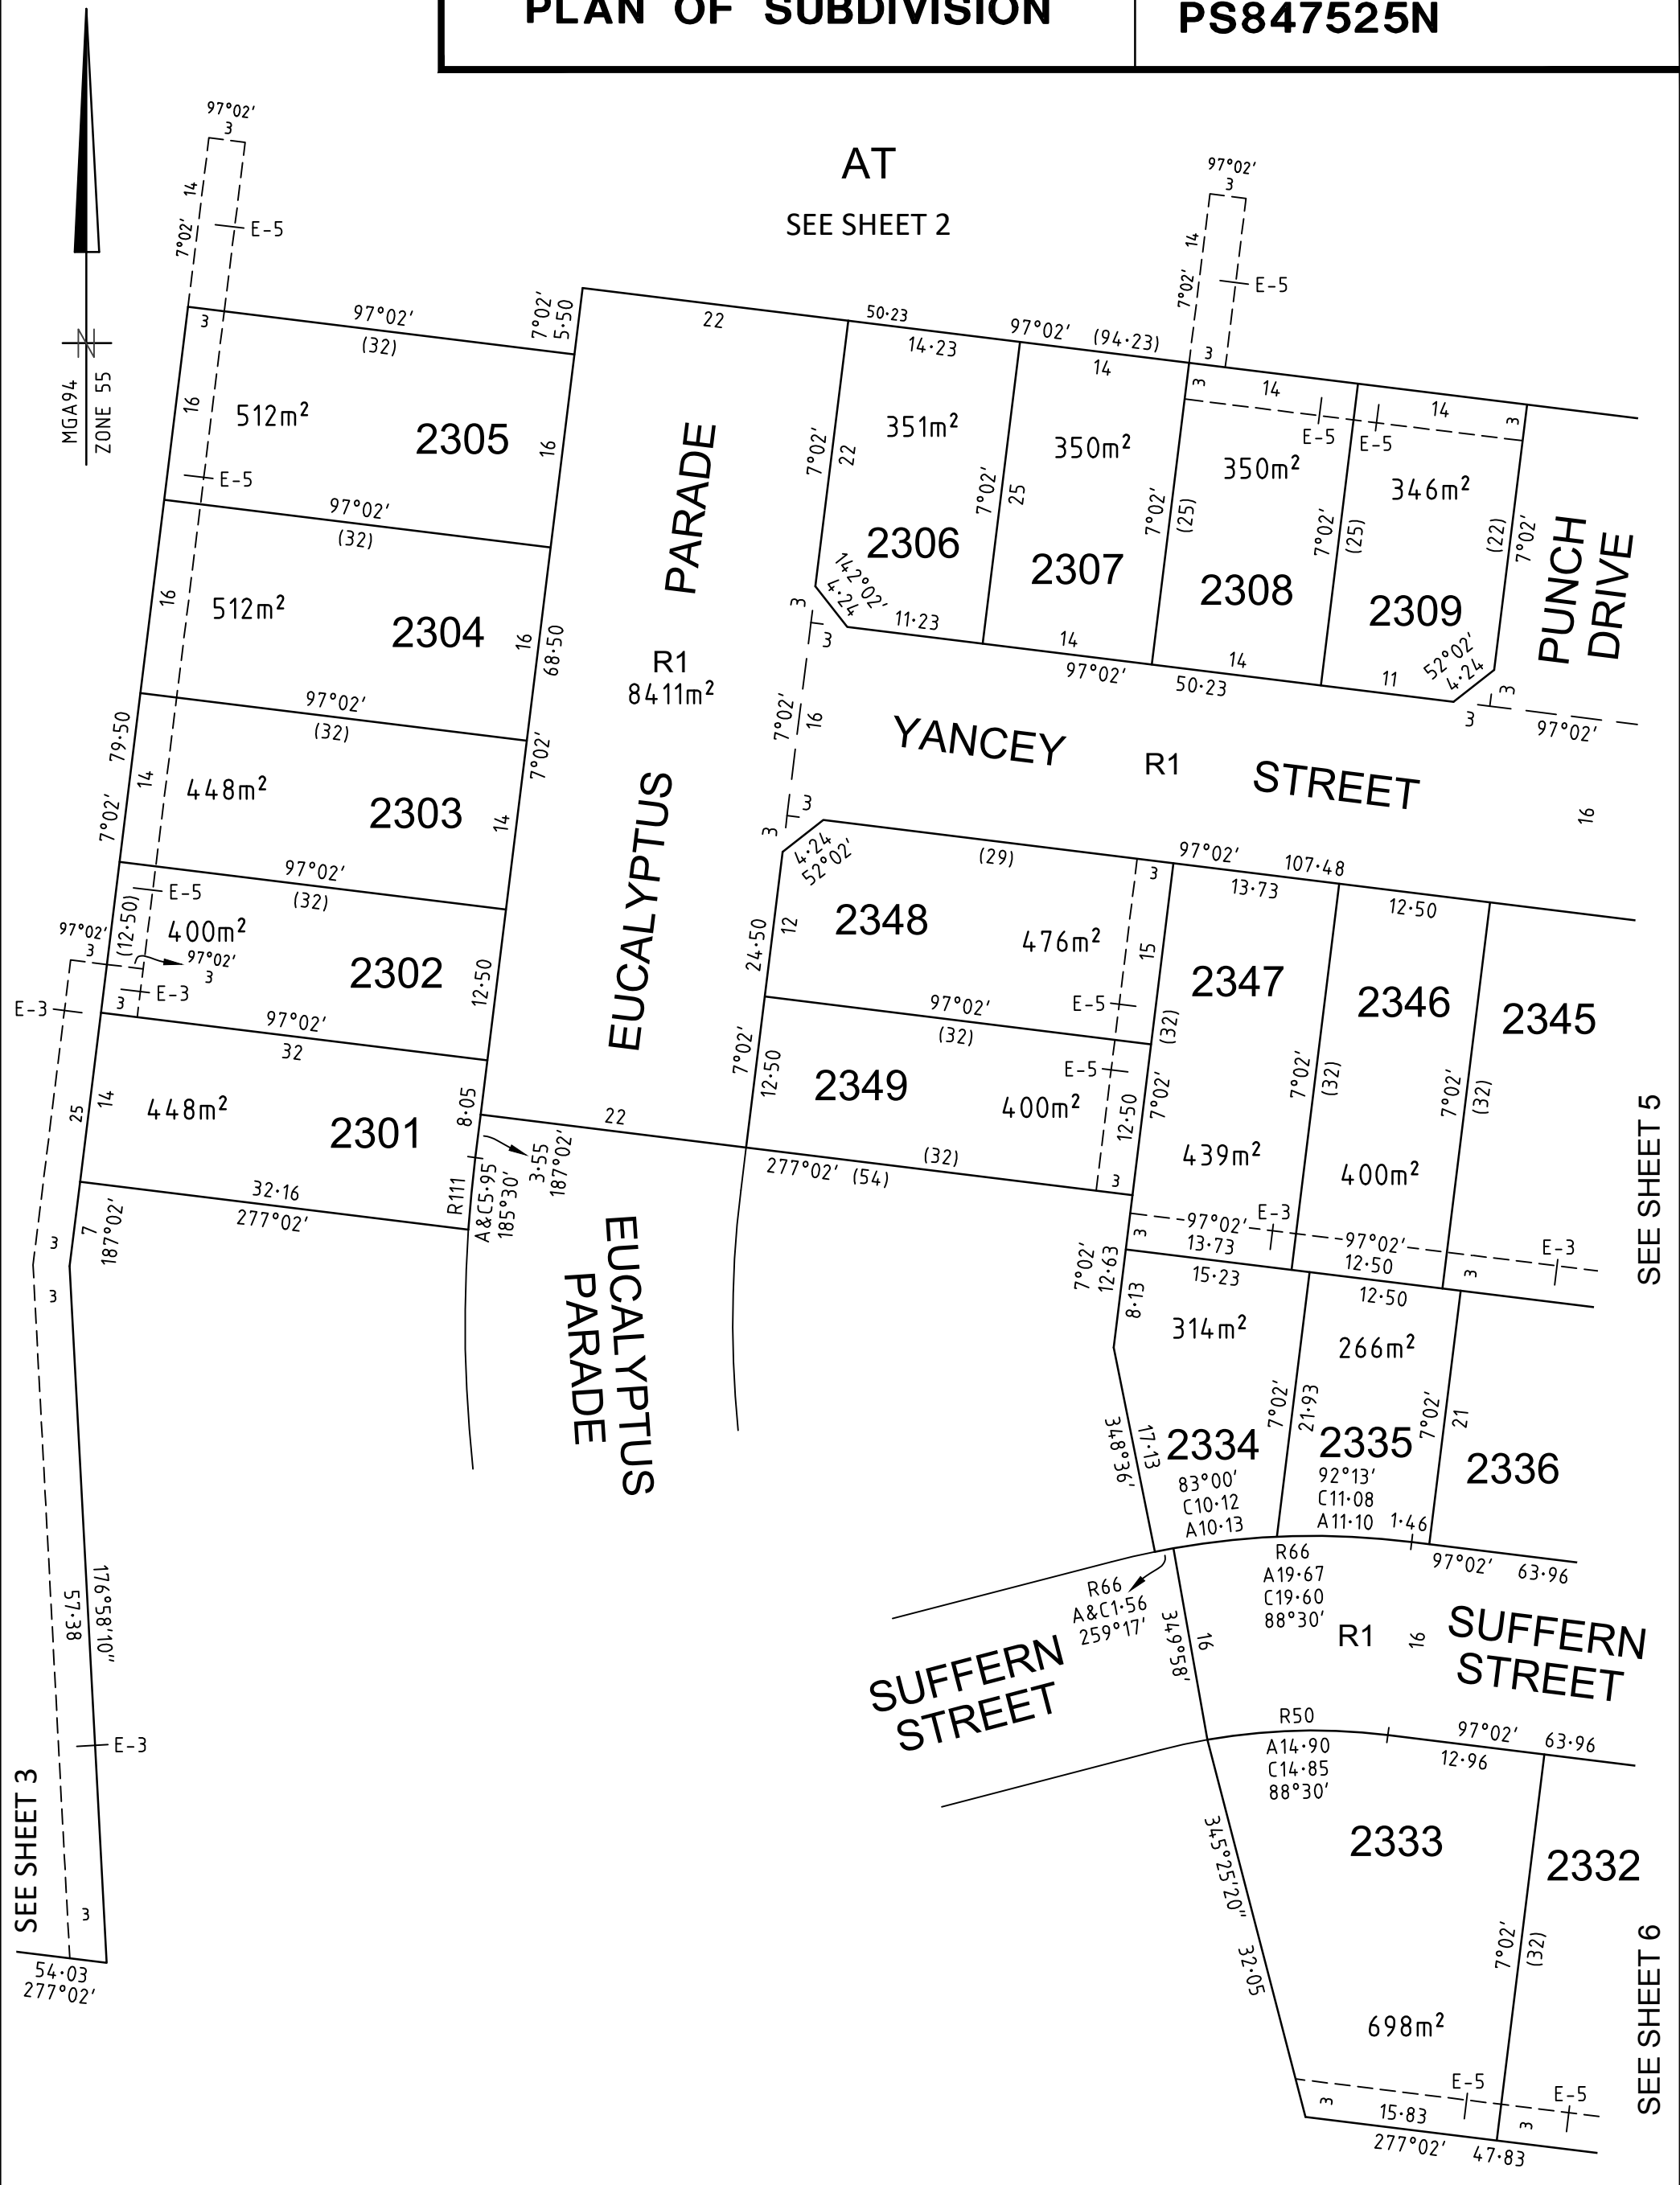 PLAN OF SUBDIVISION
PS847525N
MGA94
ZONE 55
N
AT
SEE SHEET 2
97°02'
3
14
7°02'
E-5
3
97°02'
(32)
16
512m²
2305
16
E-5
97°02'
(32)
16
512m²
2304
16
68·50
97°02'
(32)
79·50
7°02'
14
448m²
2303
14
7°02'
97°02'
(32)
E-5
(12·50)
400m²
97°02'
3
97°02'
3
2302
12·50
E-3
3
E-3
97°02'
32
25
14
448m²
2301
8·05
32·16
277°02'
R111
A&C5·95
185°30'
3·55
187°02'
7
187°02'
3
3
57·38
176°58'10"
E-3
3
54·03
277°02'
SEE SHEET 3
7°02'
5·50
22
EUCALYPTUS PARADE
R1
8411m²
22
EUCALYPTUS
PARADE
50·23
97°02' (94·23)
14·23
351m²
7°02'
22
2306
142°02'
4·24
11·23
3
3
14
350m²
7°02'
25
2307
14
97°02'
3
14
7°02'
E-5
3
3
14
E-5
350m²
7°02'
(25)
2308
14
14
3
E-5
346m²
7°02'
(25)
(22)
7°02'
2309
52°02'
4·24
11
3
3
97°02'
97°02'
50·23
PUNCH
DRIVE
7°02'
16
YANCEY
R1
STREET
16
3
3
4·24
52°02'
(29)
97°02'
107·48
3
12
24·50
2348
476m²
15
E-5
97°02'
(32)
7°02'
12·50
2349
E-5
400m²
12·50
3
277°02' (54)
(32)
13·73
2347
(32)
7°02'
439m²
97°02'
E-3
3
13·73
12·50
2346
7°02'
(32)
400m²
97°02'
12·50
2345
7°02'
(32)
E-3
3
SEE SHEET 5
7°02'
12·63
8·13
15·23
314m²
348°36'
17·13
2334
83°00'
C10·12
A10·13
12·50
266m²
7°02'
21·93
2335
92°13'
C11·08
A11·10
1·46
7°02'
21
2336
97°02'
63·96
R66
A&C1·56
259°17'
R66
A19·67
C19·60
88°30'
R1
16
SUFFERN
STREET
SUFFERN
STREET
349°58'
16
R50
A14·90
C14·85
88°30'
97°02'
63·96
12·96
2333
2332
345°25'20"
32·05
7°02'
(32)
698m²
E-5
E-5
3
15·83
3
277°02'
47·83
SEE SHEET 6